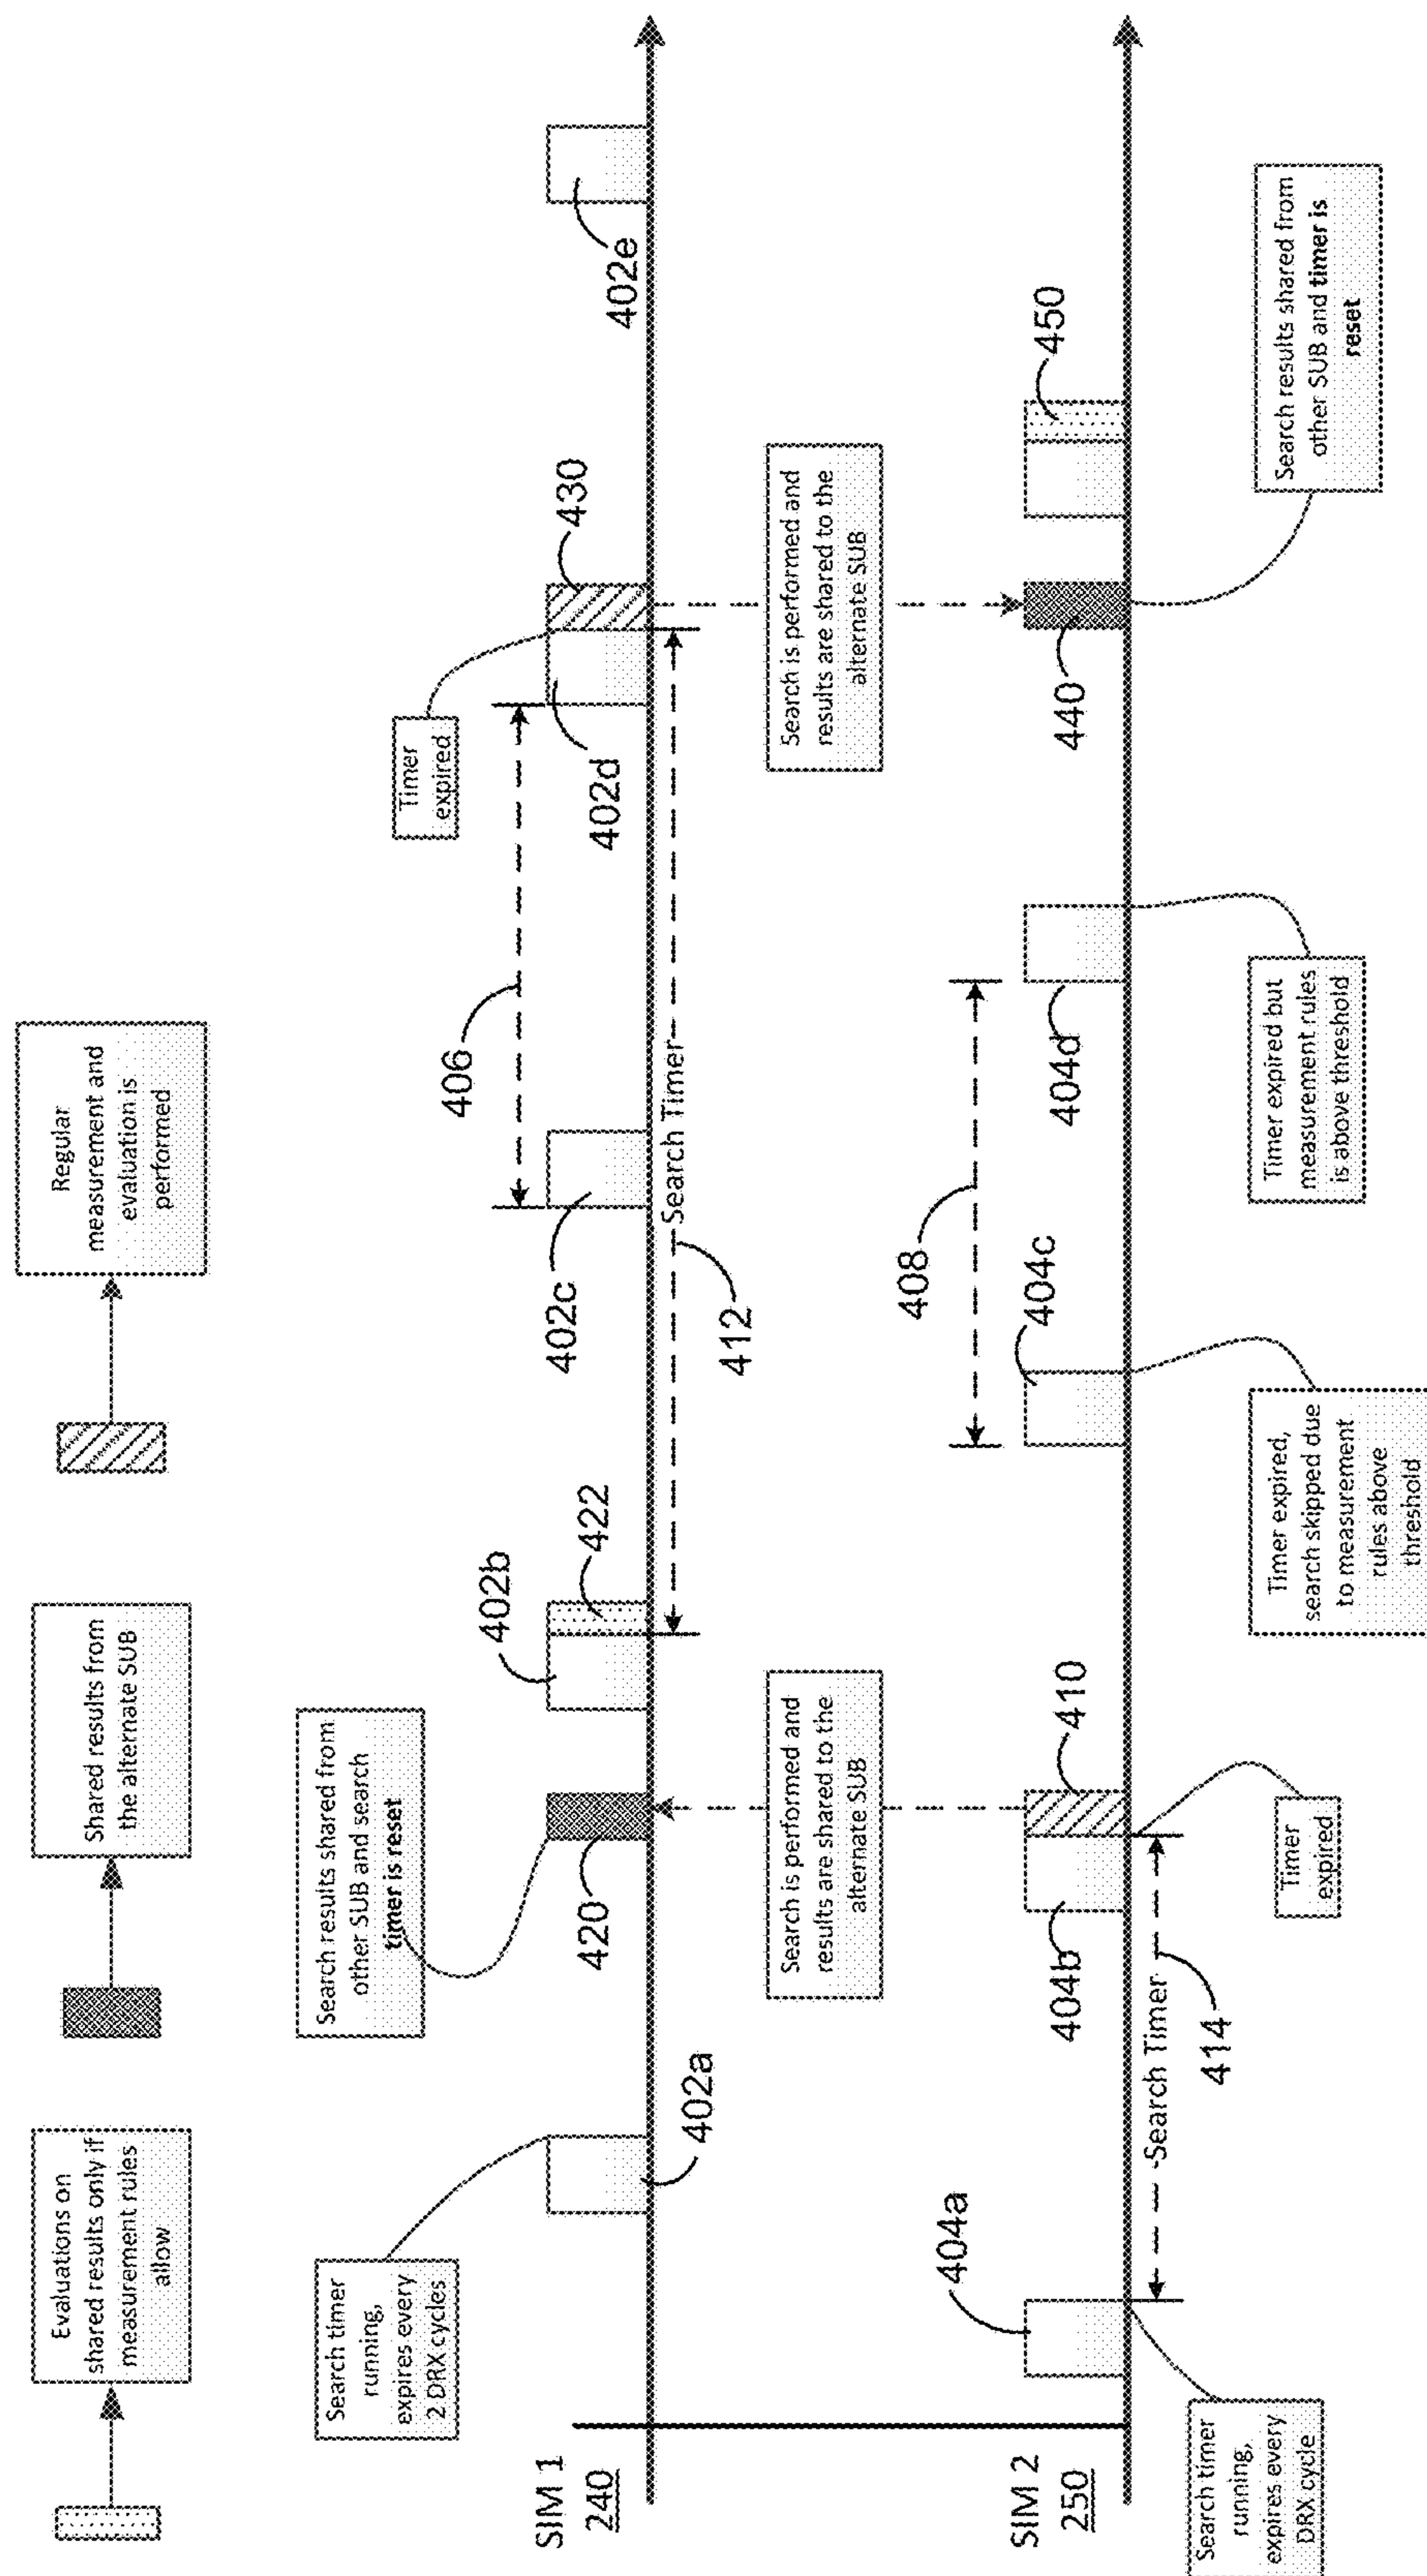 Evaluations on
shared results only if
measurement rules
allow
Shared results from
the alternate SUB
Regular
measurement and
evaluation is
performed
Search timer
running,
expires every
2 DRX cycles
Search results shared from
other SUB and search
timer is reset
Timer
expired
SIM 1
240
402a
420
402b
422
402c
406
402d
430
402e
Search Timer
412
Search is performed and
results are shared to the
alternate SUB
Search is performed and
results are shared to the
alternate SUB
SIM 2
250
404a
404b
410
404c
408
404d
440
450
Search Timer
414
Search timer
running,
expires every
DRX cycle
Timer
expired
Timer expired,
search skipped due
to measurement
rules above
threshold
Timer expired but
measurement rules
is above threshold
Search results shared from
other SUB and timer is
reset